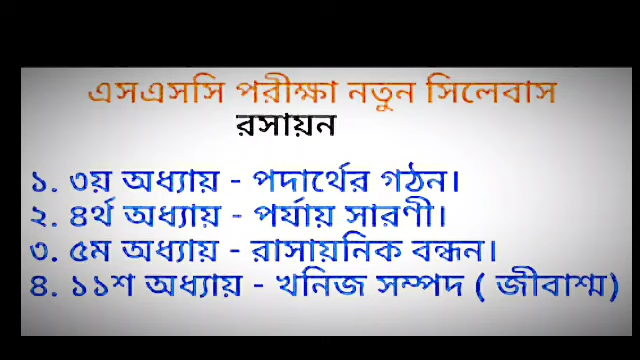 এসএসসি পরীক্ষা নতুন সিলেবাস
রসায়ন
১. ৩য় অধ্যায় - পদার্থের গঠন।
২. ৪র্থ অধ্যায় - পর্যায় সারণী।
৩. ৫ম অধ্যায় - রাসায়নিক বন্ধন।
৪. ১১শ অধ্যায় - খনিজ সম্পদ ( জীবাশ্ম)